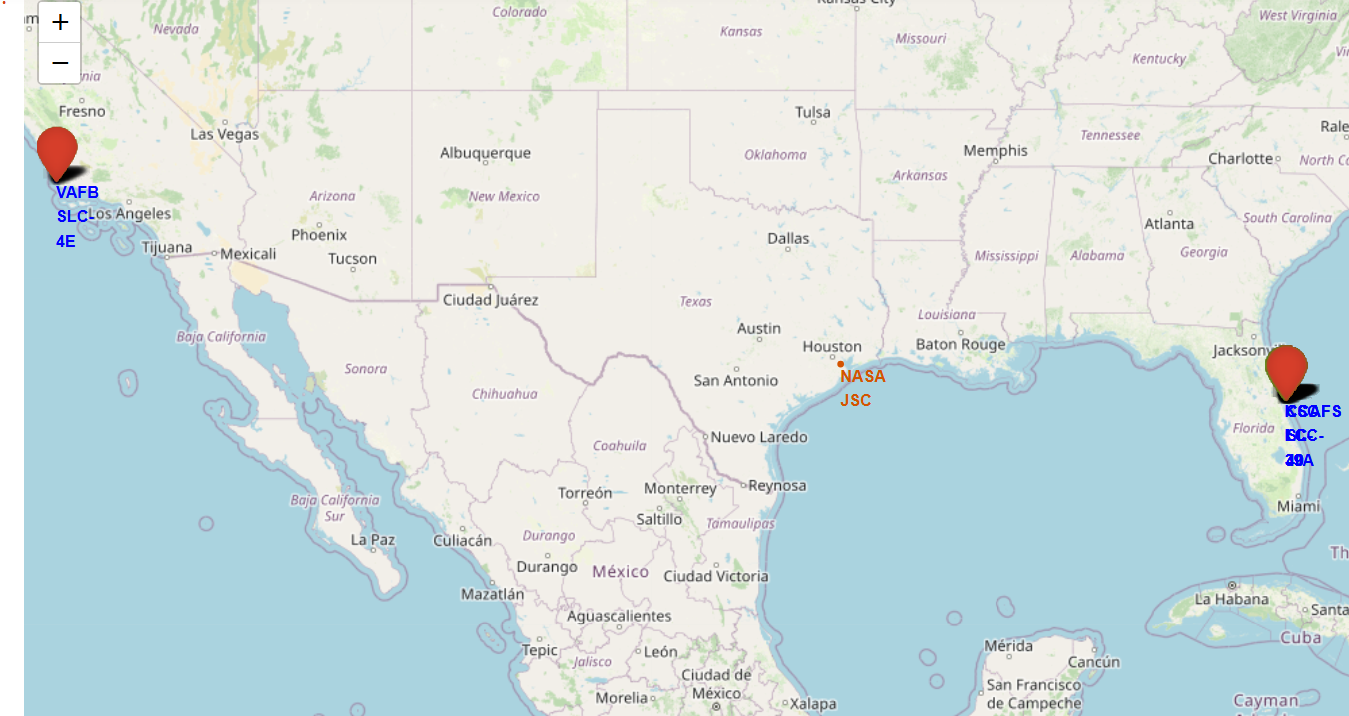 +
−
Colorado
Kansas City
West Virginia
Nevada
Kansas
Missouri
Kentucky
Fresno
Las Vegas
Tulsa
Albuquerque
Oklahoma
Memphis
Tennessee
Charlotte
Arizona
New Mexico
Arkansas
VAFB
SLC-
4E
Los Angeles
Phoenix
Dallas
Mississippi
Alabama
Atlanta
Georgia
South Carolina
Tijuana
Mexicali
Tucson
Ciudad Juárez
Texas
Louisiana
Baja California
Austin
Houston
Baton Rouge
Sonora
Chihuahua
San Antonio
NASA
JSC
Florida
Coahuila
Nuevo Laredo
Baja California
Sur
Torreón
Monterrey
Reynosa
Saltillo
Tamaulipas
Miami
La Paz
Culiacán
Durango
Durango
México
Ciudad Victoria
Mazatlán
Aguascalientes
La Habana
Cuba
Tepic
Jalisco
León
Mérida
Cancún
Ciudad de
México
San Francisco
de Campeche
Morelia
Xalapa
Cayman